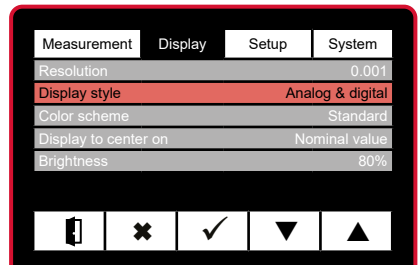 Measurement Display Setup System
Resolution 0.001
Display style Analog & digital
Color scheme Standard
Display to center on Nominal value
Brightness 80%